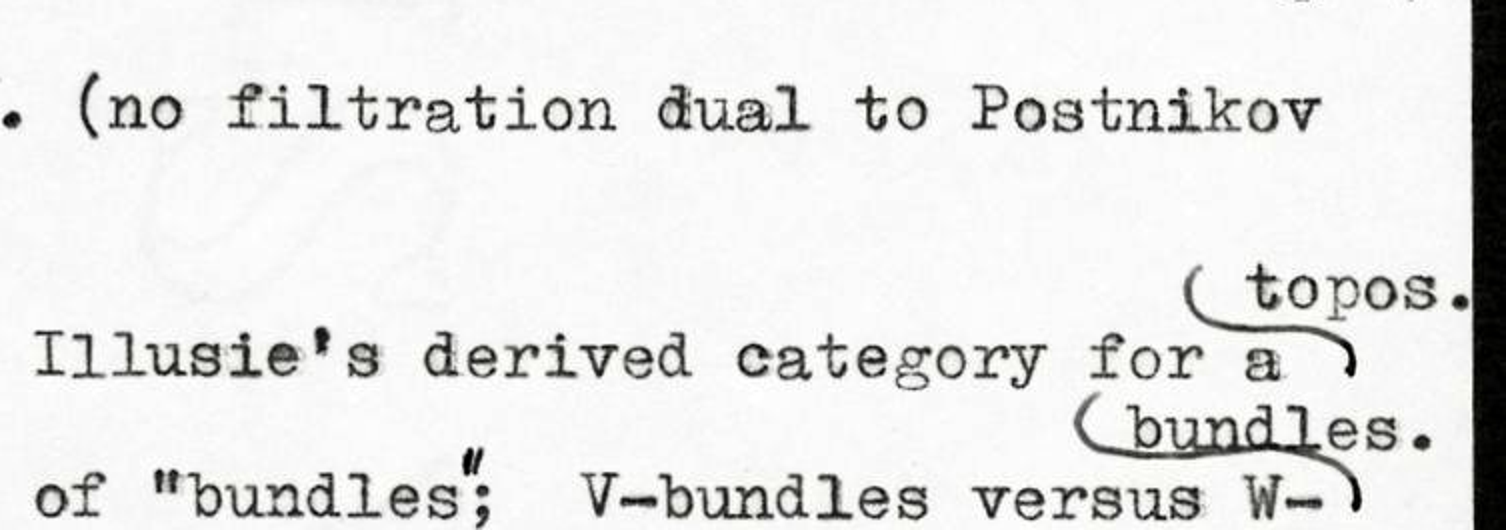 . (no filtration dual to Postnikov
topos.
Illusie's derived category for a
bundles.
of "bundles"; V-bundles versus W-